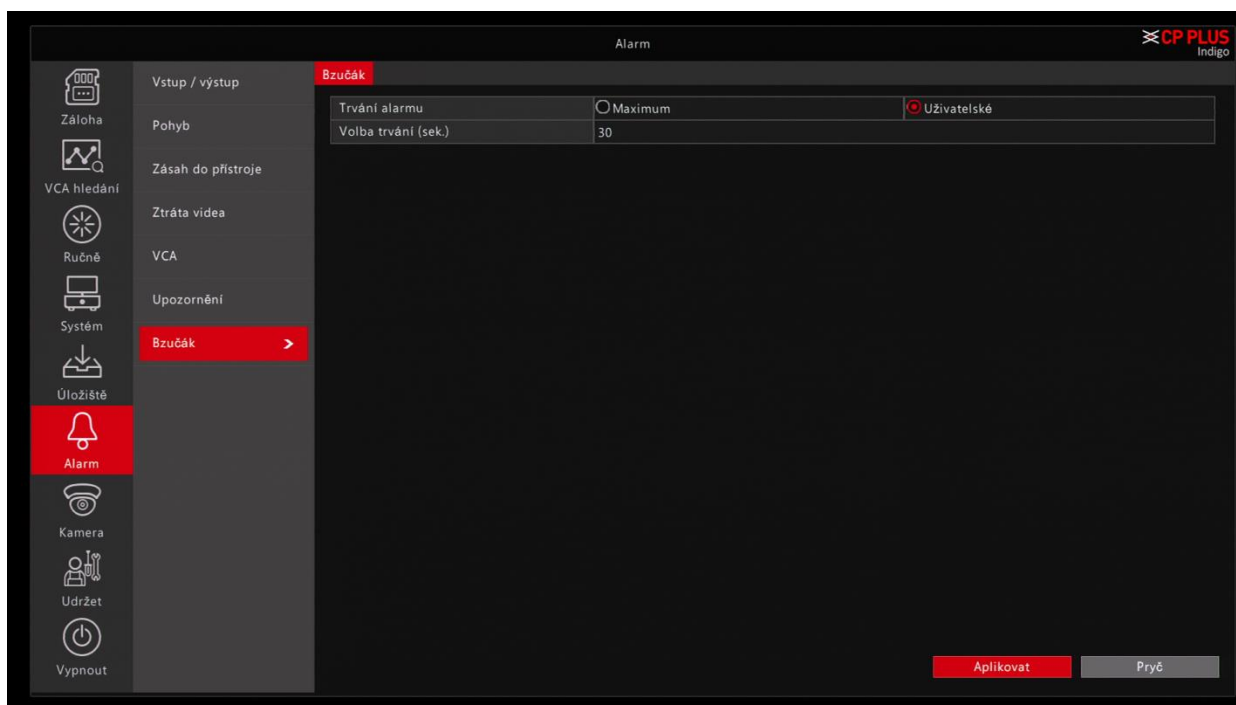 Alarm
CP PLUS
Indigo
Záloha
VCA hledání
Ručně
Systém
Úložiště
Alarm
Kamera
Udržet
Vypnout
Vstup / výstup
Pohyb
Zásah do přístroje
Ztráta videa
VCA
Upozornění
Bzučák >
Bzučák
Trvání alarmu Maximum Uživatelské
Volba trvání (sek.) 30
Aplikovat Pryč